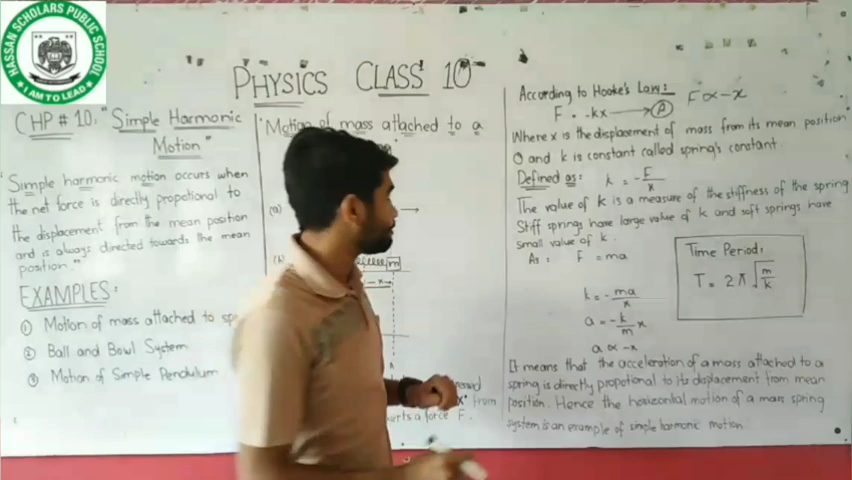 HASSAN SCHOLARS PUBLIC SCHOOL
I AM TO LEAD
PHYSICS CLASS 10
CHP # 10: "Simple Harmonic
Motion"
"Simple harmonic motion occurs when
the net force is directly propetional to
the displacement from the mean position
and is always directed towards the mean
position."
EXAMPLES:
① Motion of mass attached to sp
② Ball and Bowl System
③ Motion of Simple Pendulum
"Motion of mass attached to a
(a)
(b)
m
x
x" from
rts a force F.
According to Hooke's Law:
F = -kx → Ⓐ F ∝ -x
Where x is the displacement of mass from its mean position"
O and k is constant called spring's constant.
Defined as: k = -F/x
The value of k is a measure of the stiffness of the spring
Stiff springs have large value of k and soft springs have
small value of k.
As: F = ma
k = -ma/x
a = -k/m x
a ∝ -x
Time Period:
T = 2π√m/k
It means that the acceleration of a mass attached to a
spring is directly propotional to its displacement from mean
position. Hence the horizontal motion of a mass spring
system is an example of simple harmonic motion.